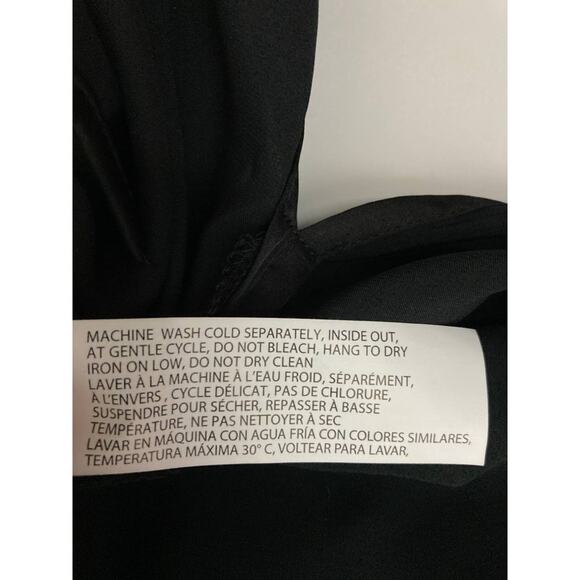 MACHINE WASH COLD SEPARATELY, INSIDE OUT,
AT GENTLE CYCLE, DO NOT BLEACH, HANG TO DRY
IRON ON LOW, DO NOT DRY CLEAN
LAVER À LA MACHINE À L'EAU FROID, SÉPARÉMENT,
À L'ENVERS , CYCLE DÉLICAT, PAS DE CHLORURE,
SUSPENDRE POUR SÉCHER, REPASSER À BASSE
TEMPÉRATURE, NE PAS NETTOYER À SEC
LAVAR EN MÁQUINA CON AGUA FRÍA CON COLORES SIMILARES,
TEMPERATURA MÁXIMA 30° C, VOLTEAR PARA LAVAR,